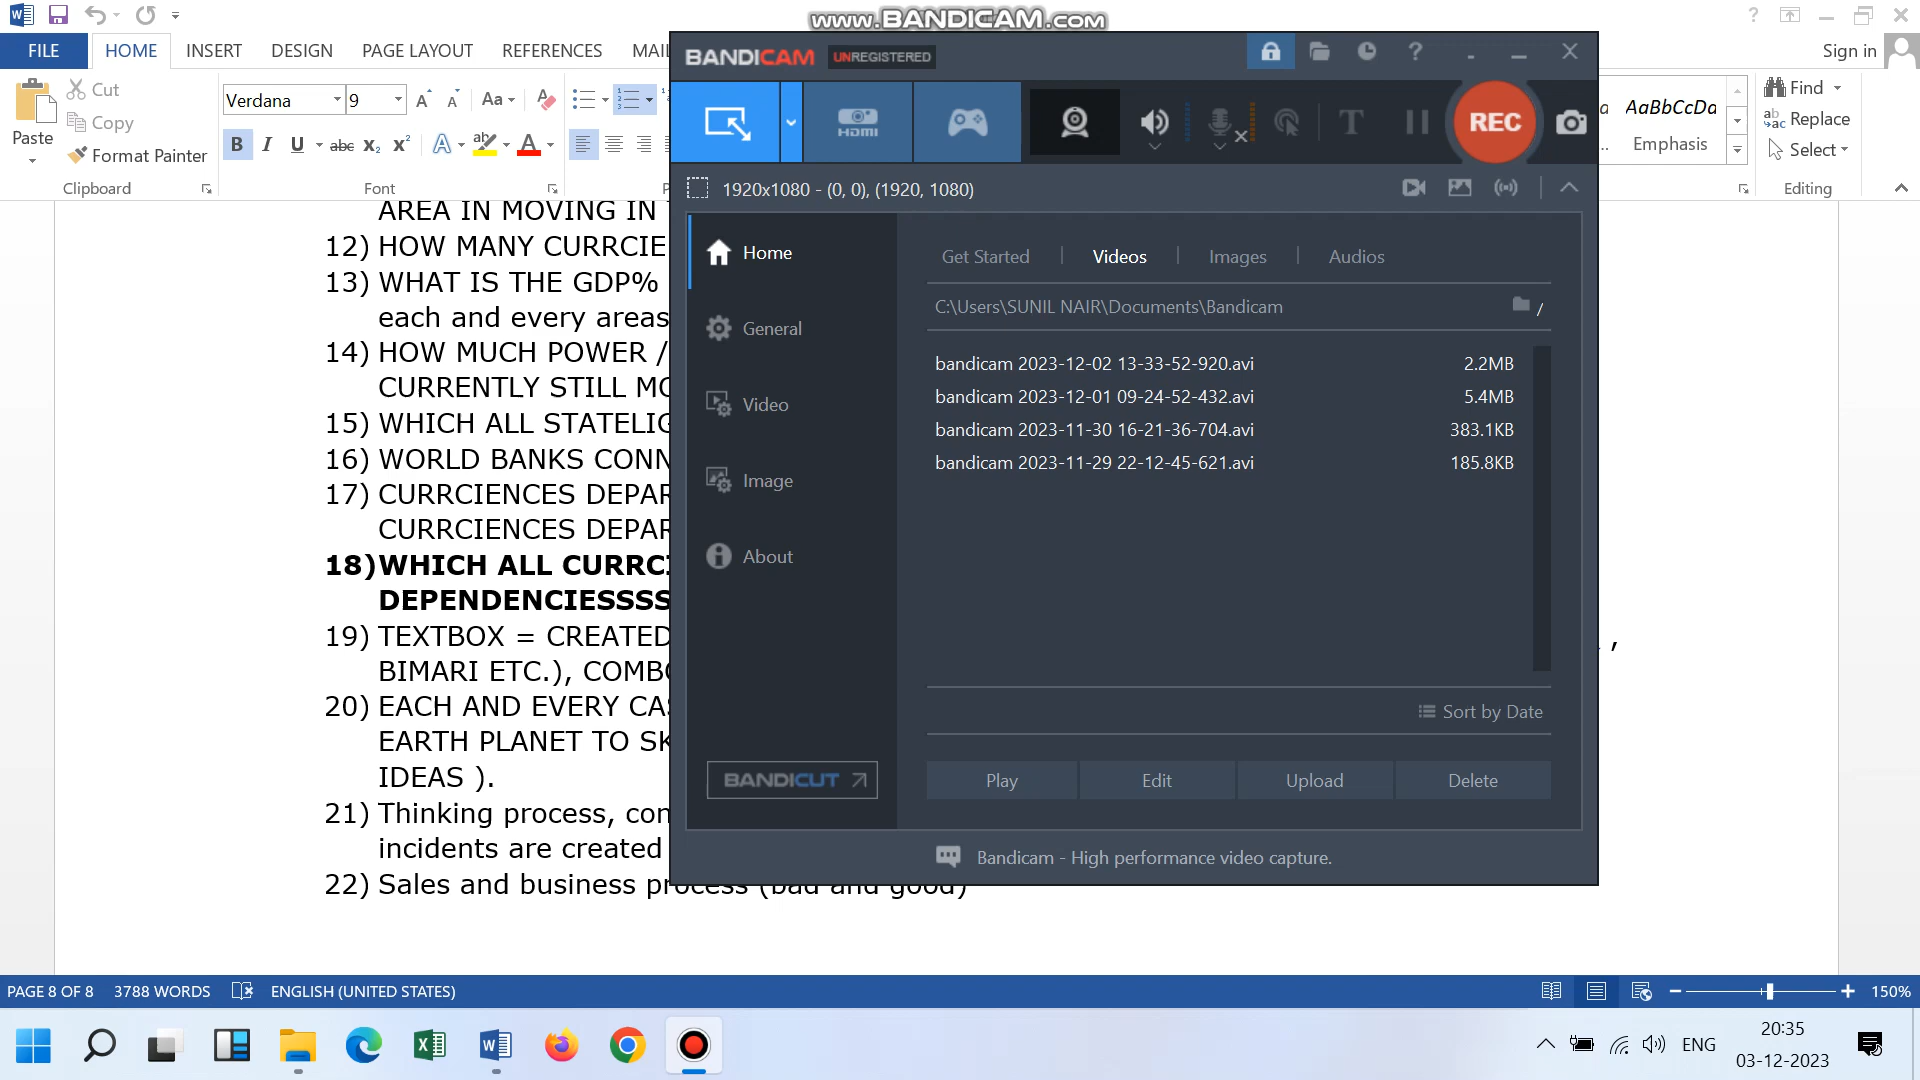 www.BANDICAM.com
FILE HOME INSERT DESIGN PAGE LAYOUT REFERENCES MAI
Sign in
Cut
Copy
Format Painter
Paste
Clipboard
Verdana 9
Aa
B I U abc X₂ X² A A
Font
AaBbCcDa
Emphasis
Find
Replace
Select
Editing
BANDICAM UNREGISTERED
HDMI
T
REC
1920x1080 - (0, 0), (1920, 1080)
Home
General
Video
Image
About
BANDICUT
Get Started Videos Images Audios
C:\Users\SUNIL NAIR\Documents\Bandicam /
bandicam 2023-12-02 13-33-52-920.avi 2.2MB
bandicam 2023-12-01 09-24-52-432.avi 5.4MB
bandicam 2023-11-30 16-21-36-704.avi 383.1KB
bandicam 2023-11-29 22-12-45-621.avi 185.8KB
Sort by Date
Play Edit Upload Delete
Bandicam - High performance video capture.
AREA IN MOVING IN
12) HOW MANY CURRCIE
13) WHAT IS THE GDP%
each and every areas
14) HOW MUCH POWER /
CURRENTLY STILL MO
15) WHICH ALL STATELIG
16) WORLD BANKS CONN
17) CURRCIENCES DEPAR
CURRCIENCES DEPAR
18) WHICH ALL CURRCI
DEPENDENCIESSSS
19) TEXTBOX = CREATED
BIMARI ETC.), COMBO
20) EACH AND EVERY CAS
EARTH PLANET TO SK
IDEAS ).
21) Thinking process, con
incidents are created
22) Sales and business process (bad and good)
PAGE 8 OF 8 3788 WORDS ENGLISH (UNITED STATES) 150%
ENG
20:35
03-12-2023